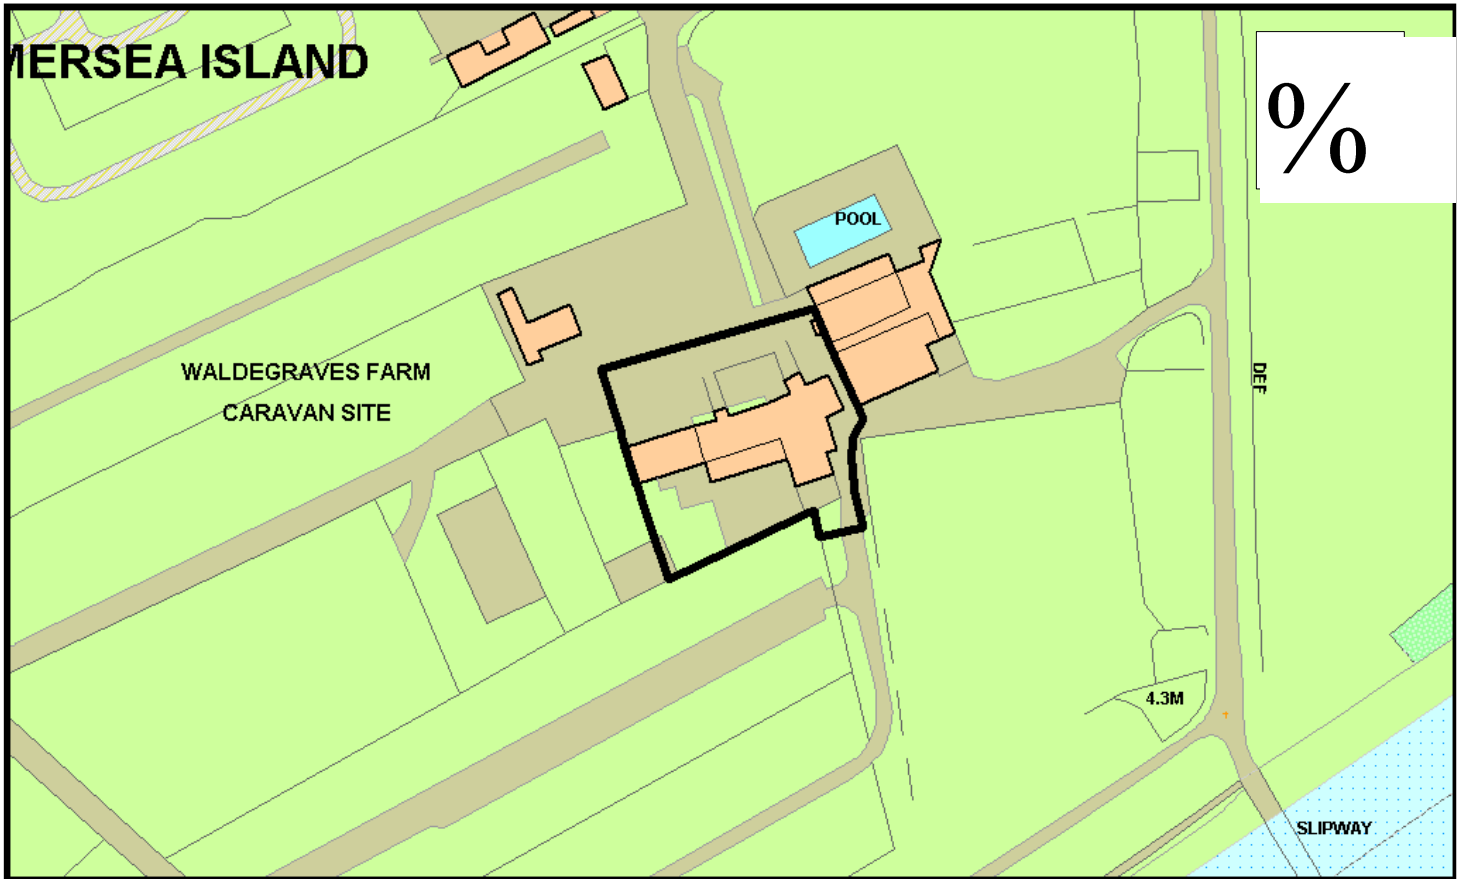 MERSEA ISLAND
%
POOL
WALDEGRAVES FARM
CARAVAN SITE
DEF
4.3M
SLIPWAY